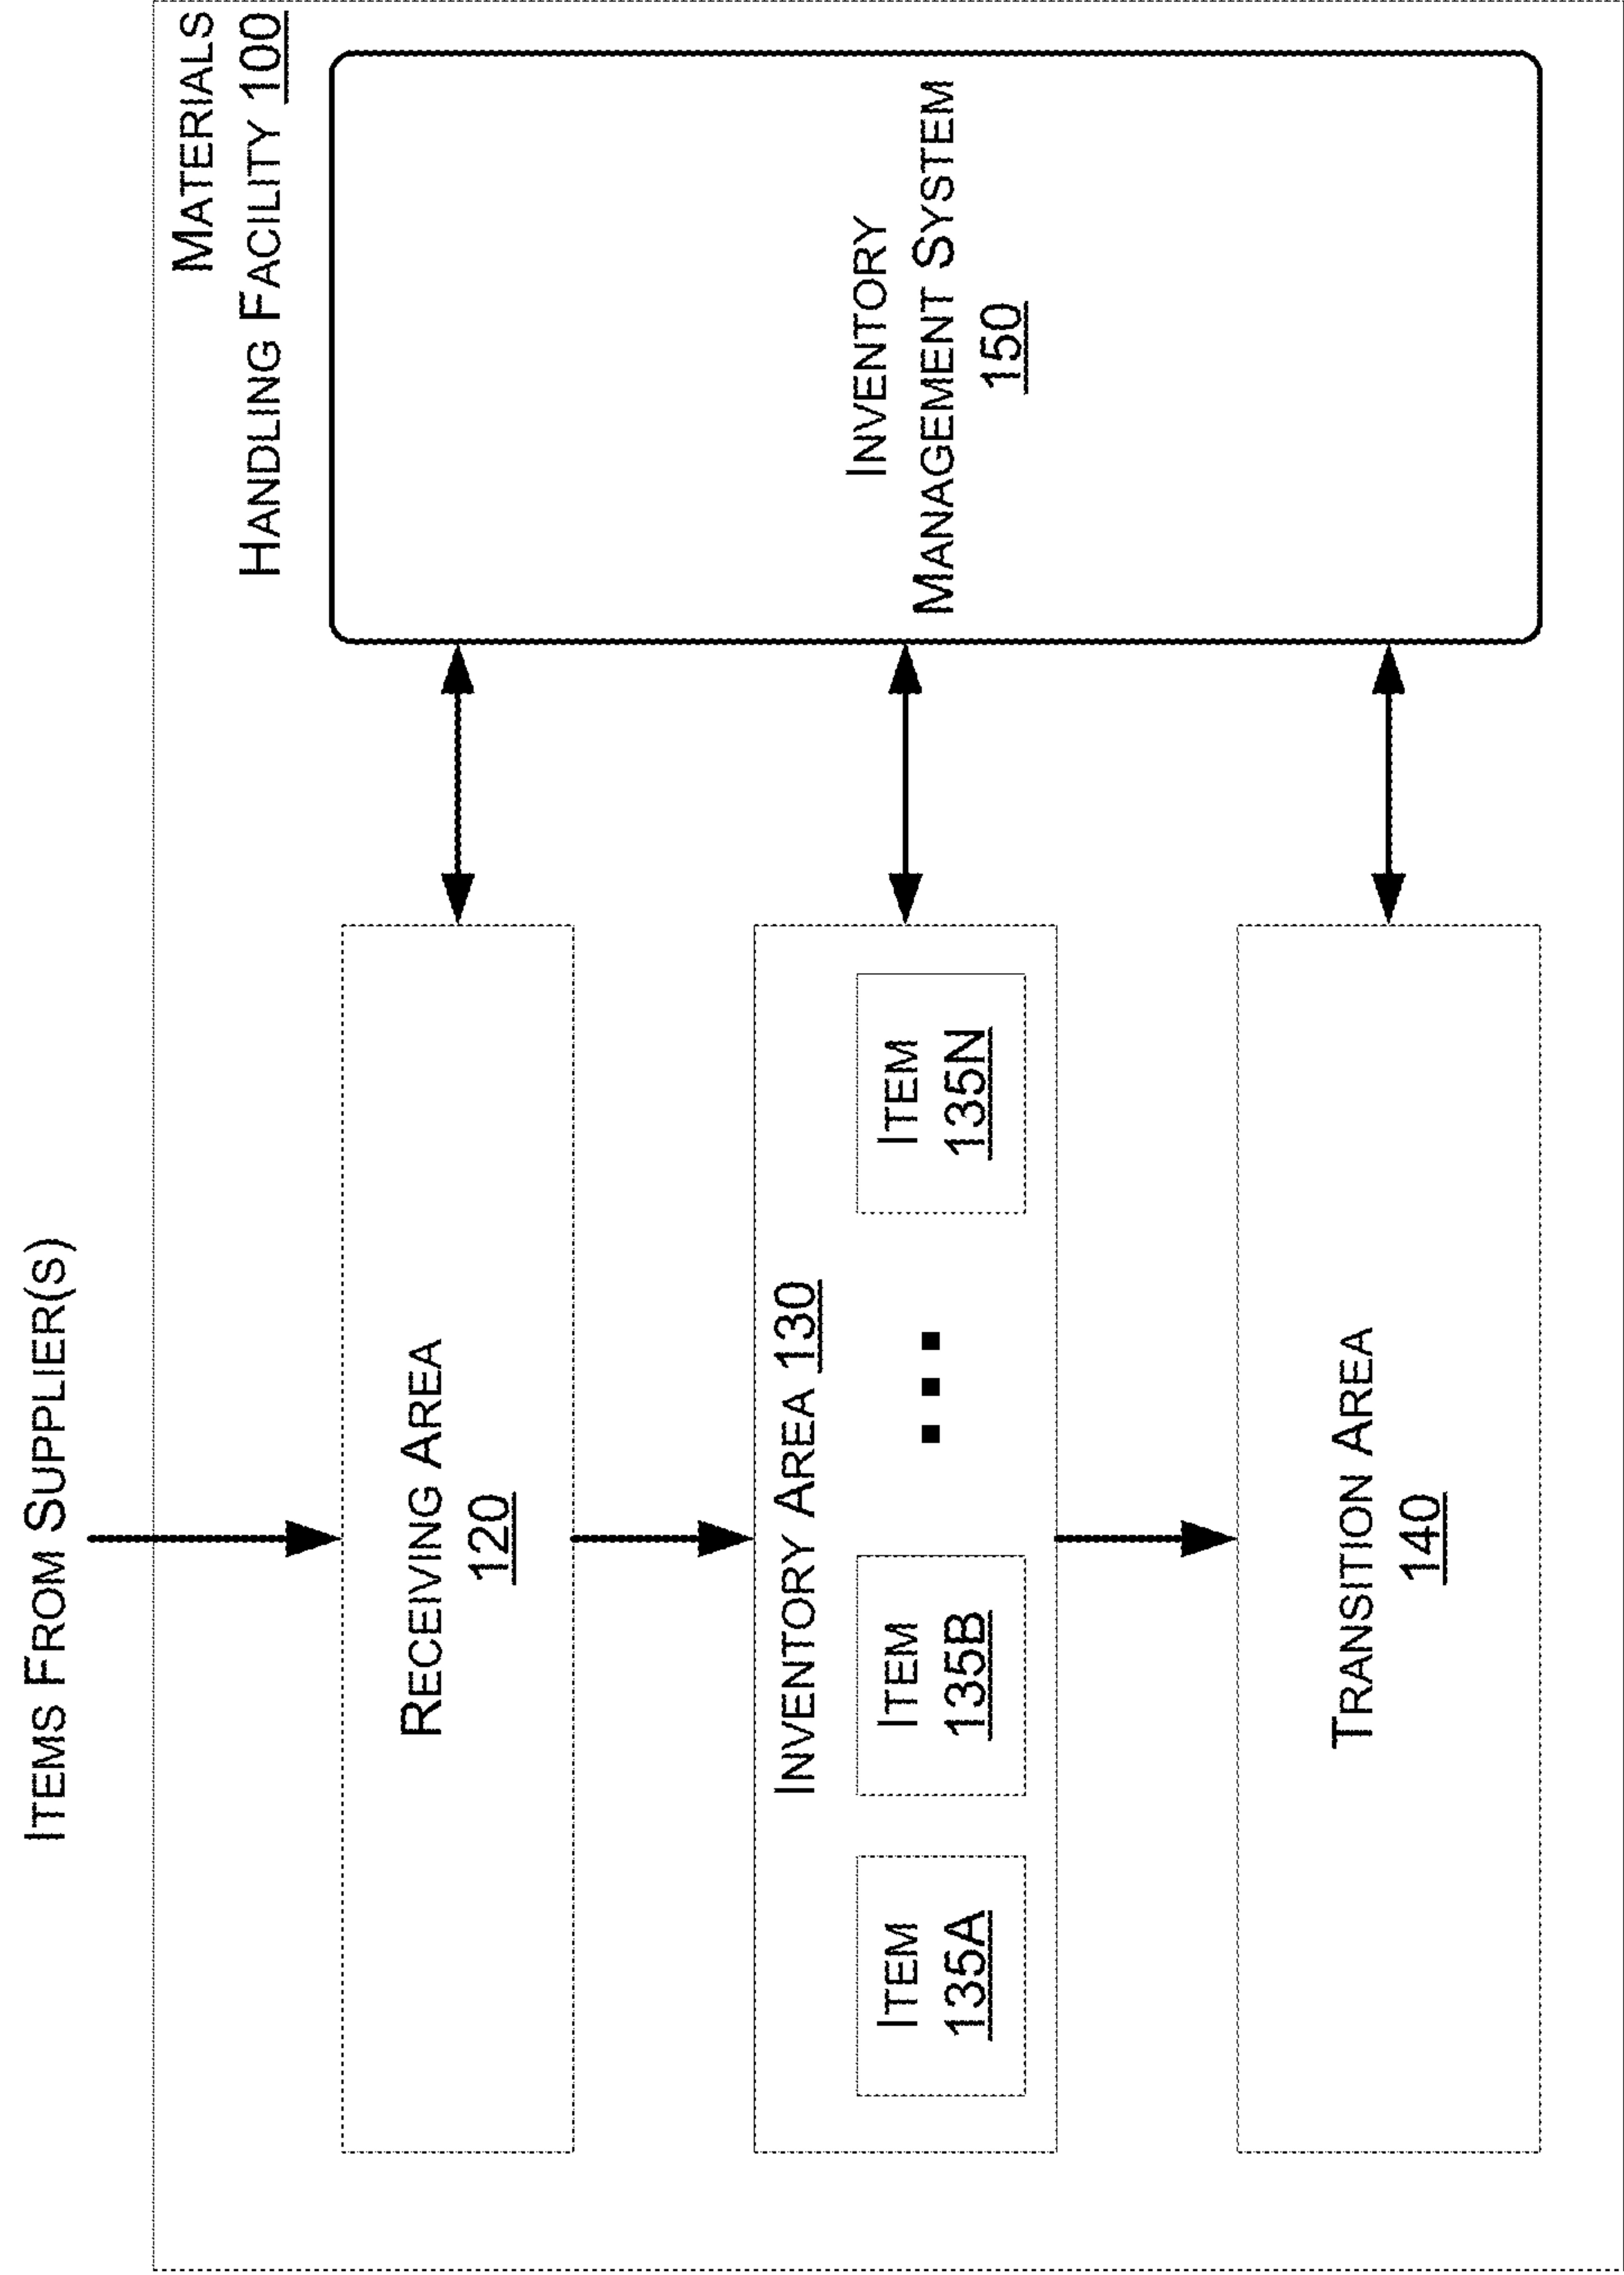 ITEMS FROM SUPPLIER(S)
MATERIALS
HANDLING FACILITY 100
RECEIVING AREA
120
INVENTORY AREA 130
ITEM
135A
ITEM
135B
ITEM
135N
TRANSITION AREA
140
INVENTORY
MANAGEMENT SYSTEM
150